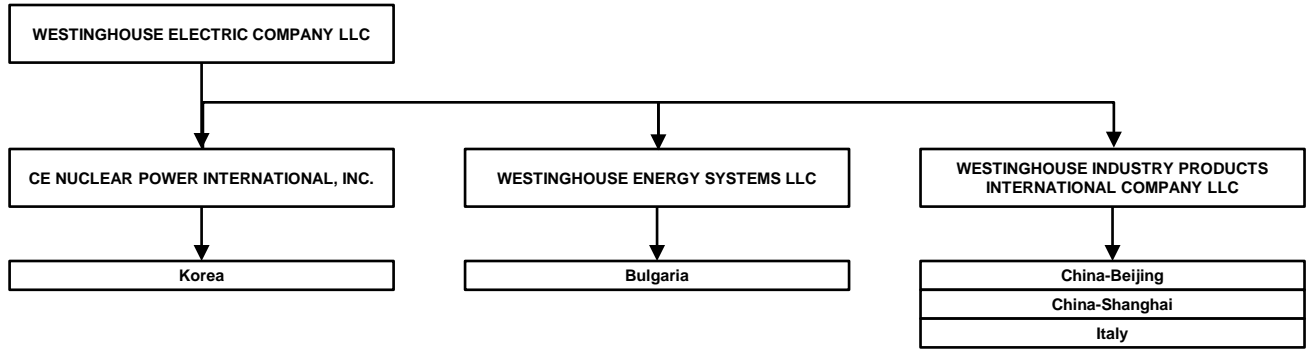 WESTINGHOUSE ELECTRIC COMPANY LLC
CE NUCLEAR POWER INTERNATIONAL, INC.
WESTINGHOUSE ENERGY SYSTEMS LLC
WESTINGHOUSE INDUSTRY PRODUCTS
INTERNATIONAL COMPANY LLC
Korea
Bulgaria
China-Beijing
China-Shanghai
Italy